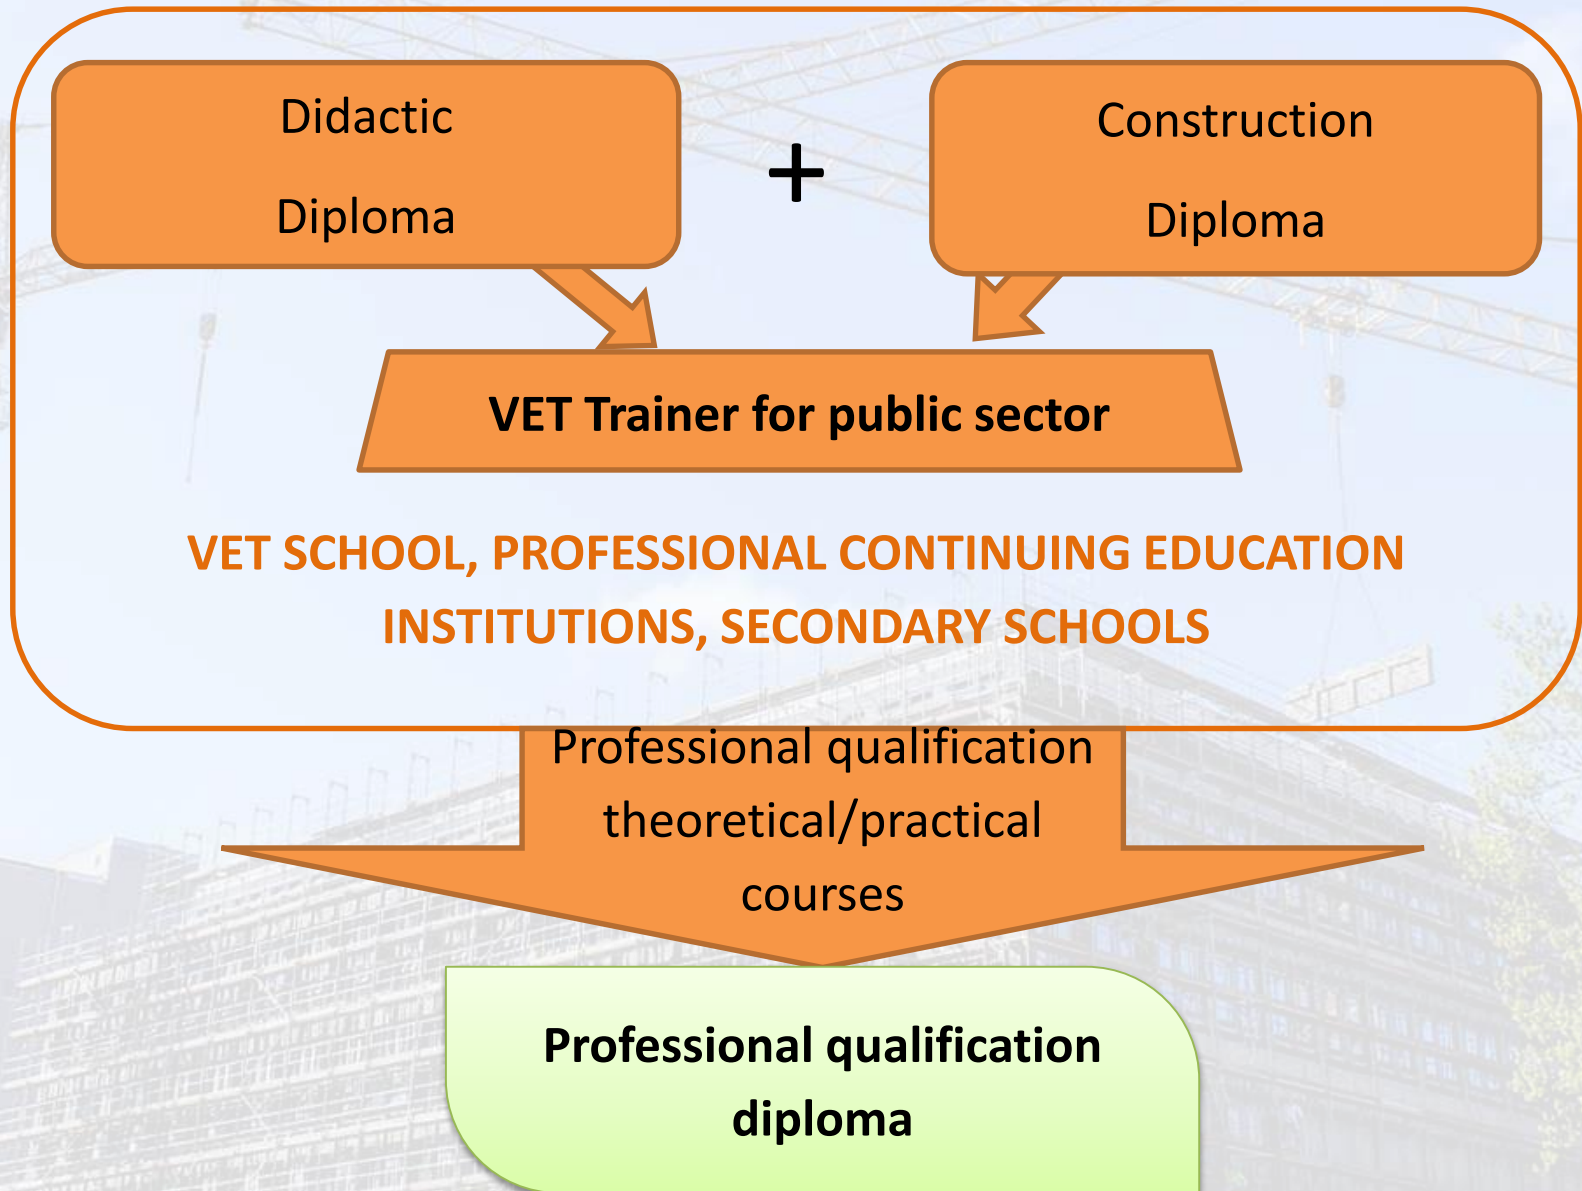 Didactic
Diploma
+
Construction
Diploma
VET Trainer for public sector
VET SCHOOL, PROFESSIONAL CONTINUING EDUCATION
INSTITUTIONS, SECONDARY SCHOOLS
Professional qualification
theoretical/practical
courses
Professional qualification
diploma